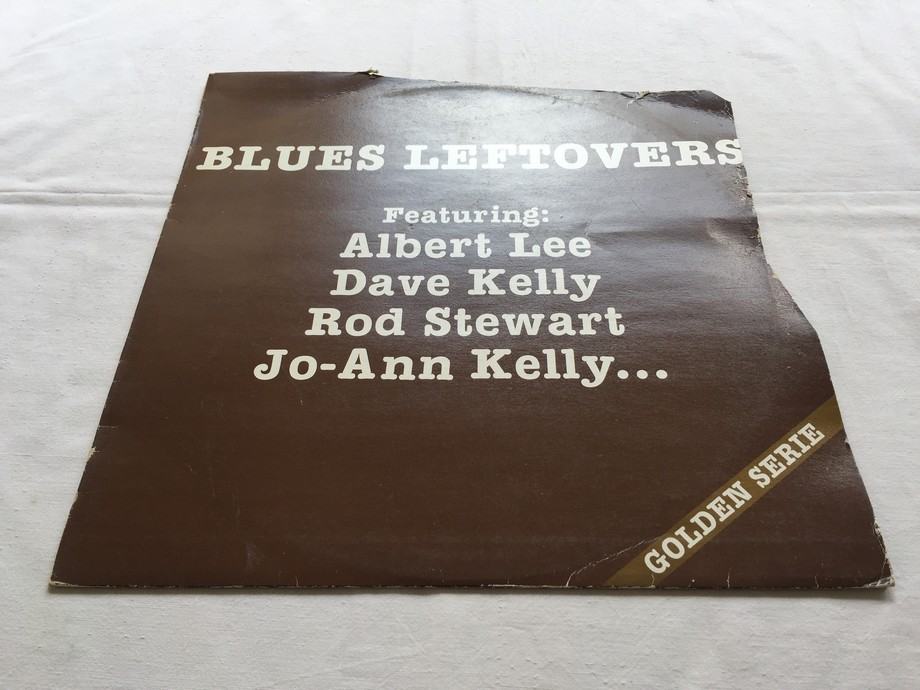 BLUES LEFTOVERS
Featuring:
Albert Lee
Dave Kelly
Rod Stewart
Jo-Ann Kelly...
GOLDEN SERIE